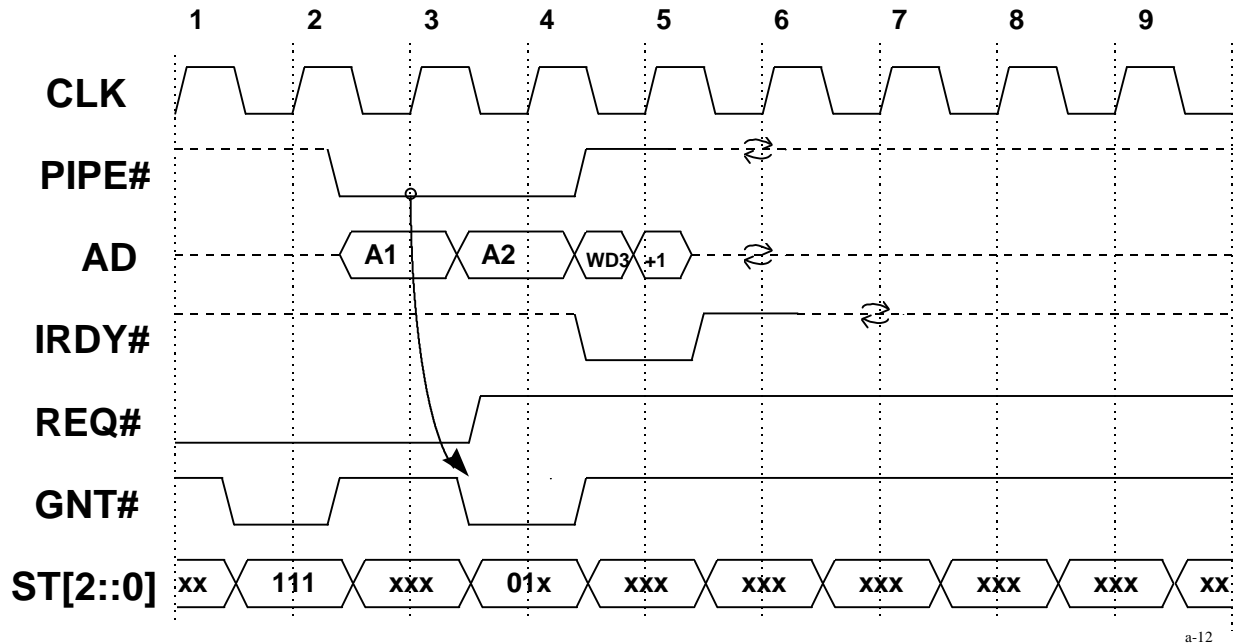 1 2 3 4 5 6 7 8 9
CLK
PIPE#
AD A1 A2 WD3 +1
IRDY#
REQ#
GNT#
ST[2::0] xx 111 xxx 01x xxx xxx xxx xxx xxx xx
a-12